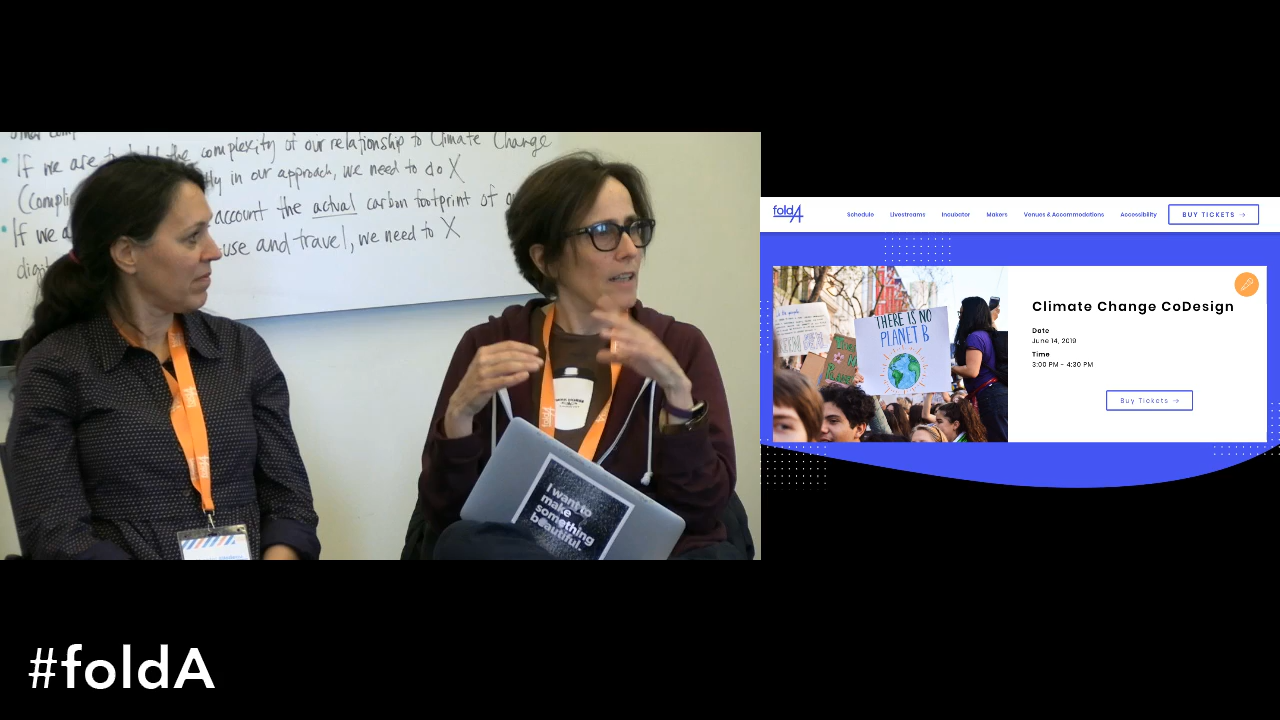 If we are the complexity of our relationship to Climate Change
in our approach, we need to do X
account the actual carbon footprint of
If we use and travel, we need to X
I want to
make
something
beautiful.
foldA
Schedule Livestreams Incubator Makers Venues & Accommodations Accessibility BUY TICKETS →
THERE IS NO
PLANET B
Climate Change CoDesign
Date
June 14, 2019
Time
3:00 PM - 4:30 PM
Buy Tickets →
#foldA